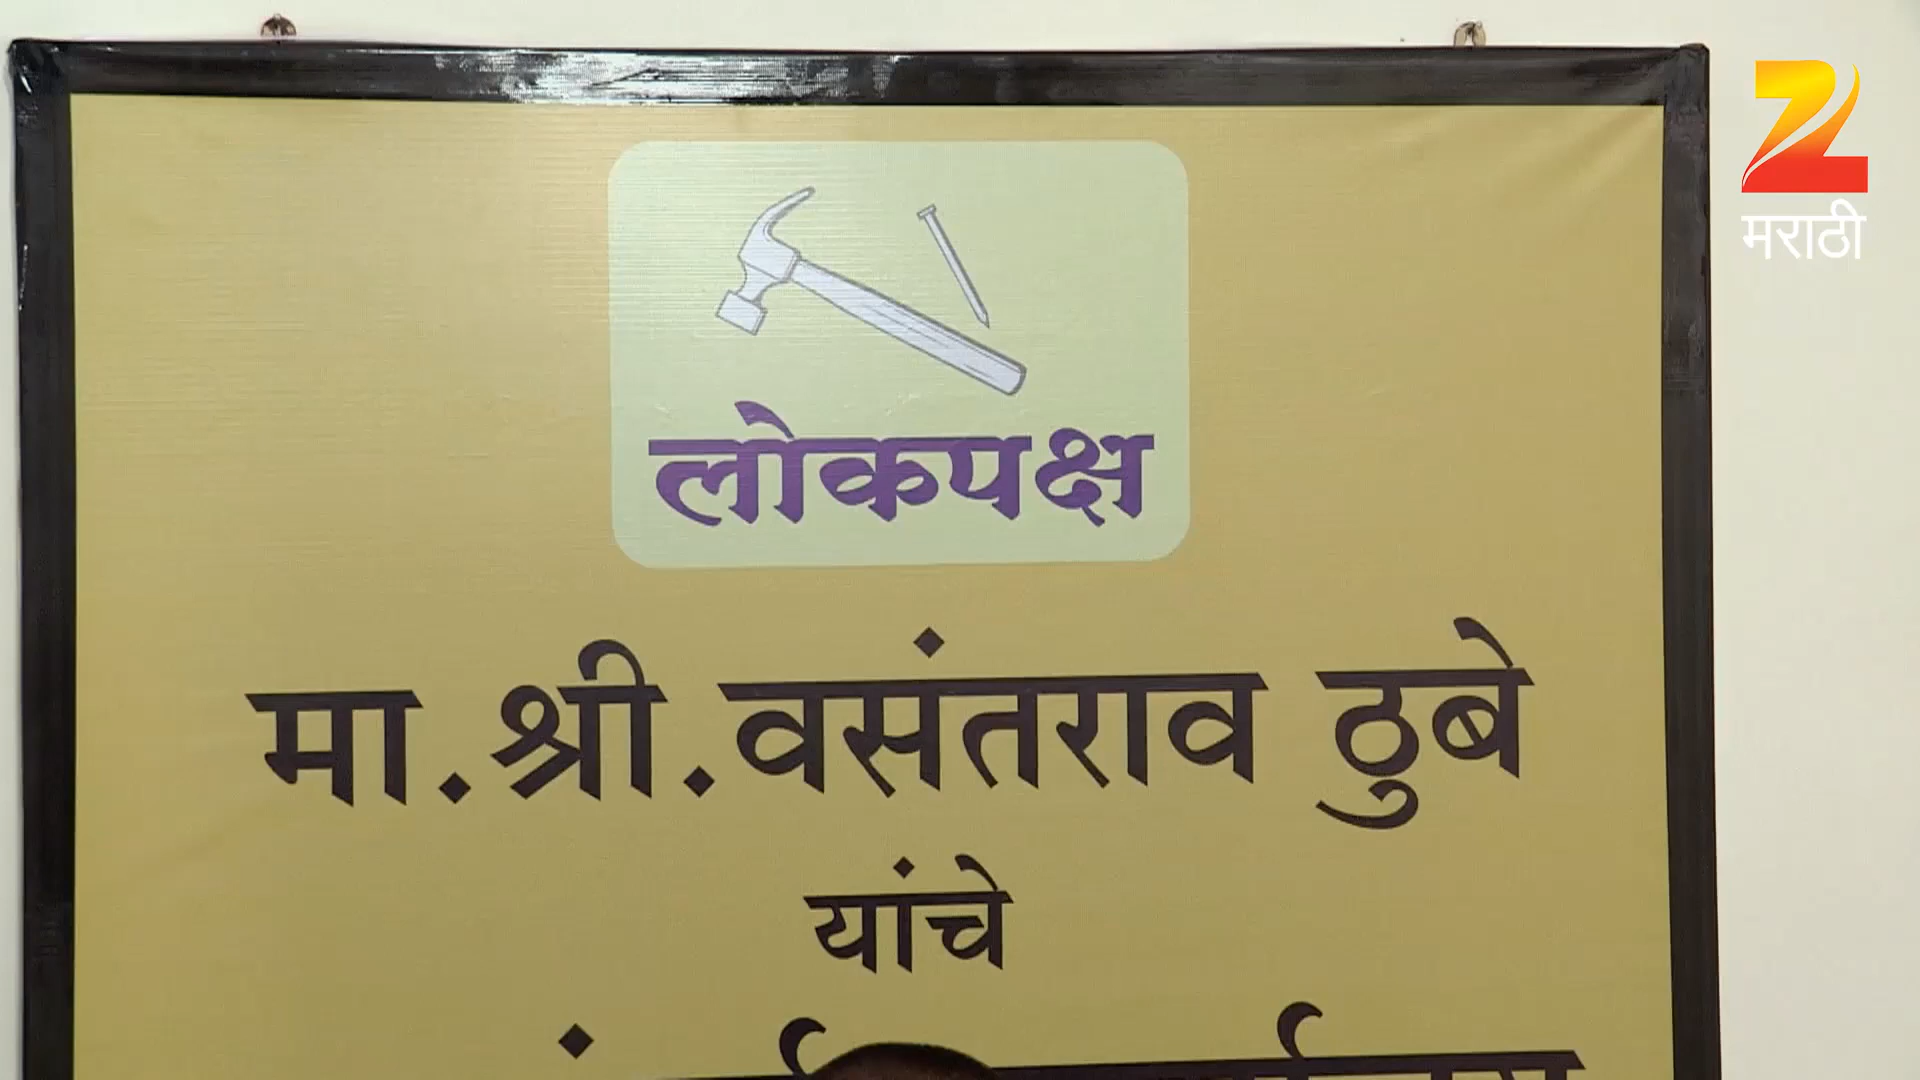 मराठी
लोकपक्ष
मा.श्री.वसंतराव ठुबे
यांचे